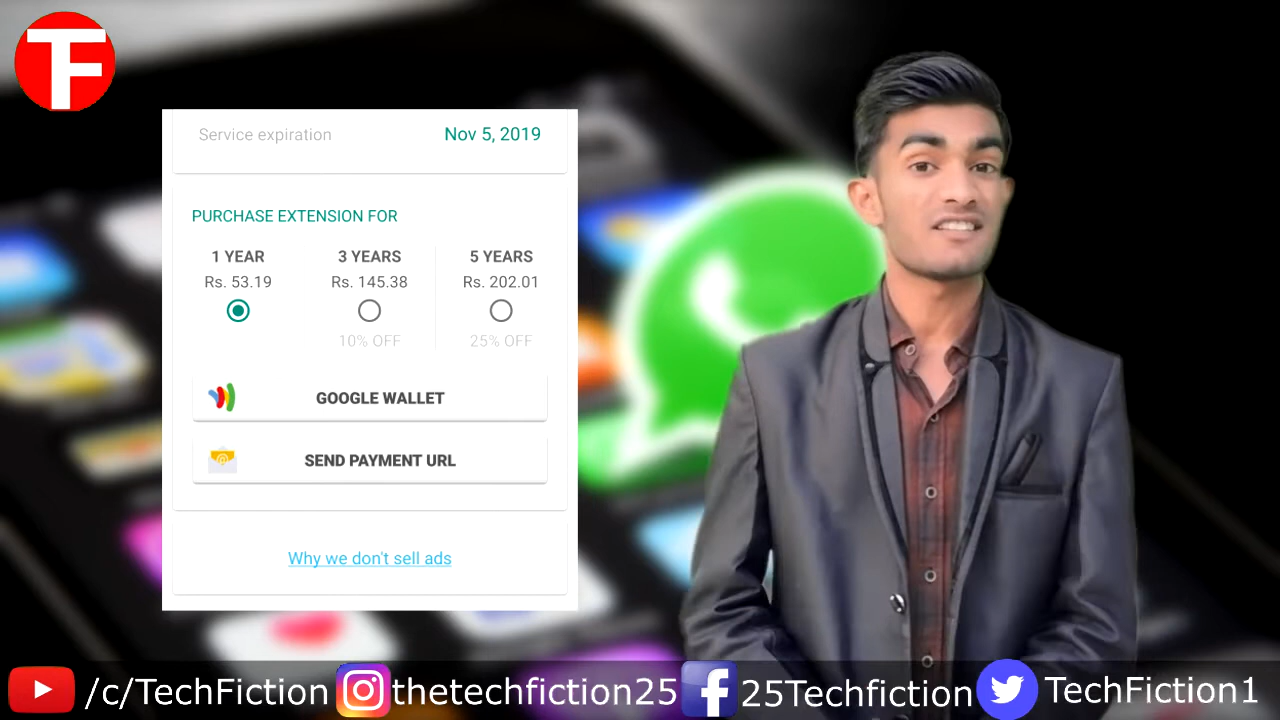 TF
Service expiration Nov 5, 2019
PURCHASE EXTENSION FOR
1 YEAR 3 YEARS 5 YEARS
Rs. 53.19 Rs. 145.38 Rs. 202.01
10% OFF 25% OFF
GOOGLE WALLET
SEND PAYMENT URL
Why we don't sell ads
/c/TechFiction thetechfiction25 25Techfiction TechFiction1